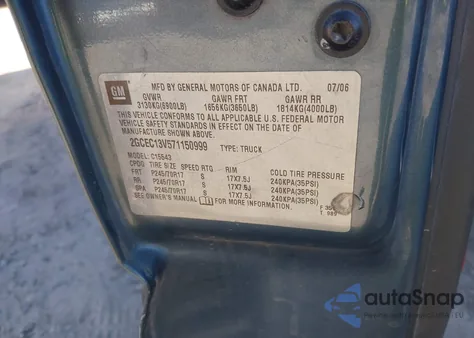 GM
MFD BY GENERAL MOTORS OF CANADA LTD. 07/06
GVWR GAWR FRT GAWR RR
3130KG(6900LB) 1656KG(3650LB) 1814KG(4000LB)
THIS VEHICLE CONFORMS TO ALL APPLICABLE U.S. FEDERAL MOTOR
VEHICLE SAFETY STANDARDS IN EFFECT ON THE DATE OF
MANUFACTURE SHOWN ABOVE.
2GCEC13V571150999 TYPE: TRUCK
MODEL: C15643
TIRE SIZE SPEED RTG RIM COLD TIRE PRESSURE
FRT P245/70R17 S 17X7.5J 240KPA(35PSI)
RR P245/70R17 S 17X7.5J 240KPA(35PSI)
SPA P245/70R17 S 17X7.5J 240KPA(35PSI)
SEE OWNER'S MANUAL FOR MORE INFORMATION.
autoSnap